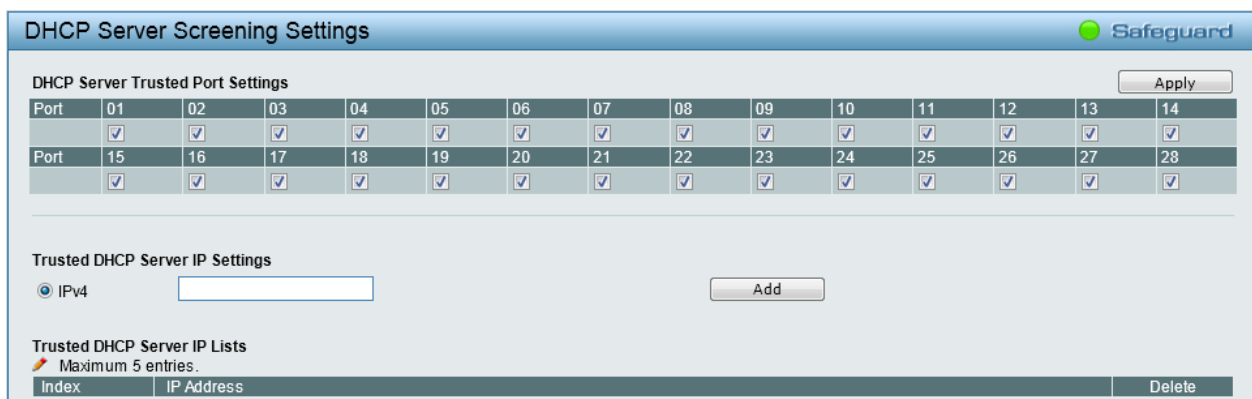 DHCP Server Screening Settings Safeguard
DHCP Server Trusted Port Settings Apply
Port 01 02 03 04 05 06 07 08 09 10 11 12 13 14
Port 15 16 17 18 19 20 21 22 23 24 25 26 27 28
Trusted DHCP Server IP Settings
IPv4 Add
Trusted DHCP Server IP Lists
Maximum 5 entries.
Index IP Address Delete